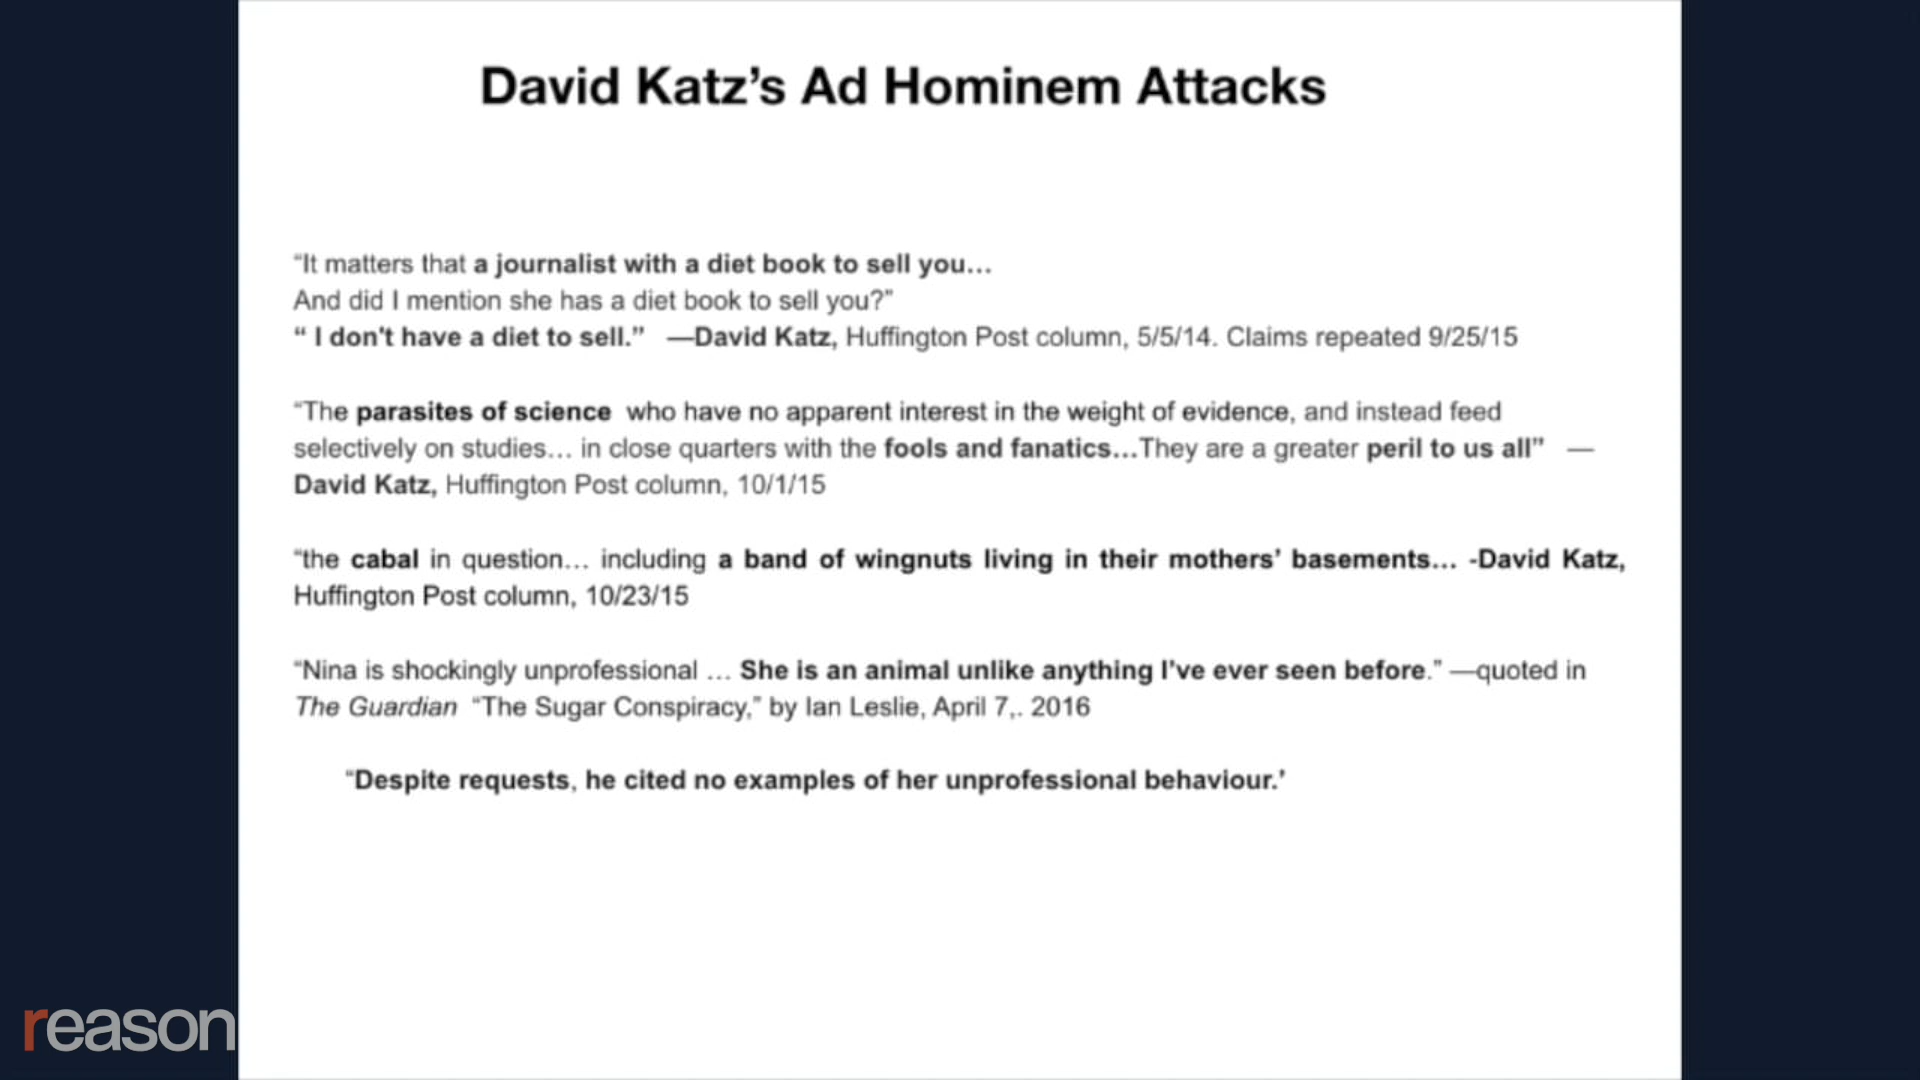 David Katz’s Ad Hominem Attacks
“It matters that a journalist with a diet book to sell you…
And did I mention she has a diet book to sell you?”
“ I don't have a diet to sell.” —David Katz, Huffington Post column, 5/5/14. Claims repeated 9/25/15
“The parasites of science who have no apparent interest in the weight of evidence, and instead feed
selectively on studies… in close quarters with the fools and fanatics…They are a greater peril to us all” —
David Katz, Huffington Post column, 10/1/15
“the cabal in question… including a band of wingnuts living in their mothers’ basements… -David Katz,
Huffington Post column, 10/23/15
“Nina is shockingly unprofessional … She is an animal unlike anything I've ever seen before.” —quoted in
The Guardian “The Sugar Conspiracy,” by Ian Leslie, April 7,. 2016
“Despite requests, he cited no examples of her unprofessional behaviour.’
reason